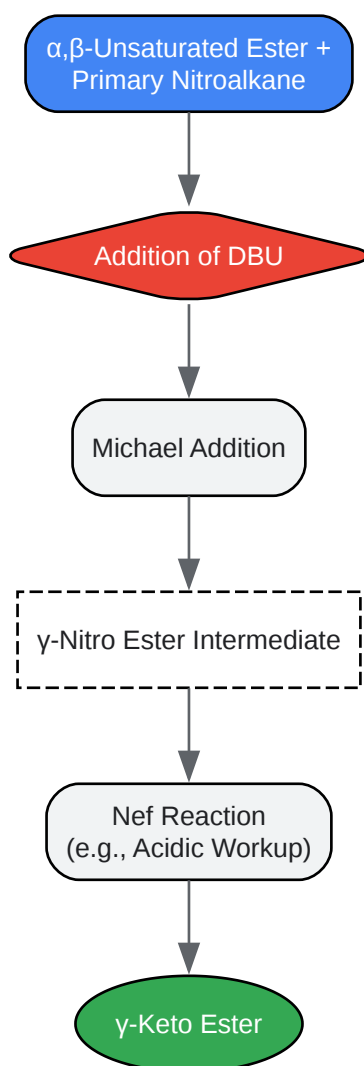 α,β-Unsaturated Ester +
Primary Nitroalkane
Addition of DBU
Michael Addition
γ-Nitro Ester Intermediate
Nef Reaction
(e.g., Acidic Workup)
γ-Keto Ester